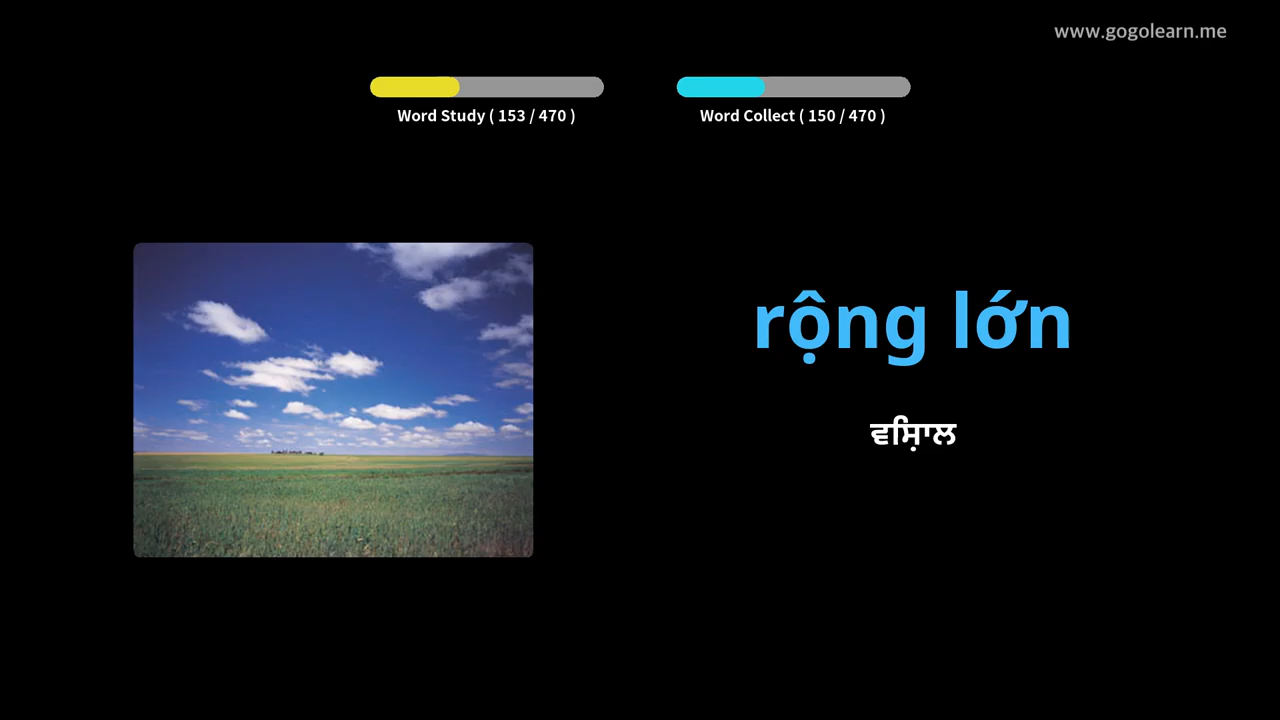 www.gogolearn.me
Word Study ( 153 / 470 )
Word Collect ( 150 / 470 )
rộng lớn
ਵਿਸ਼ਾਲ